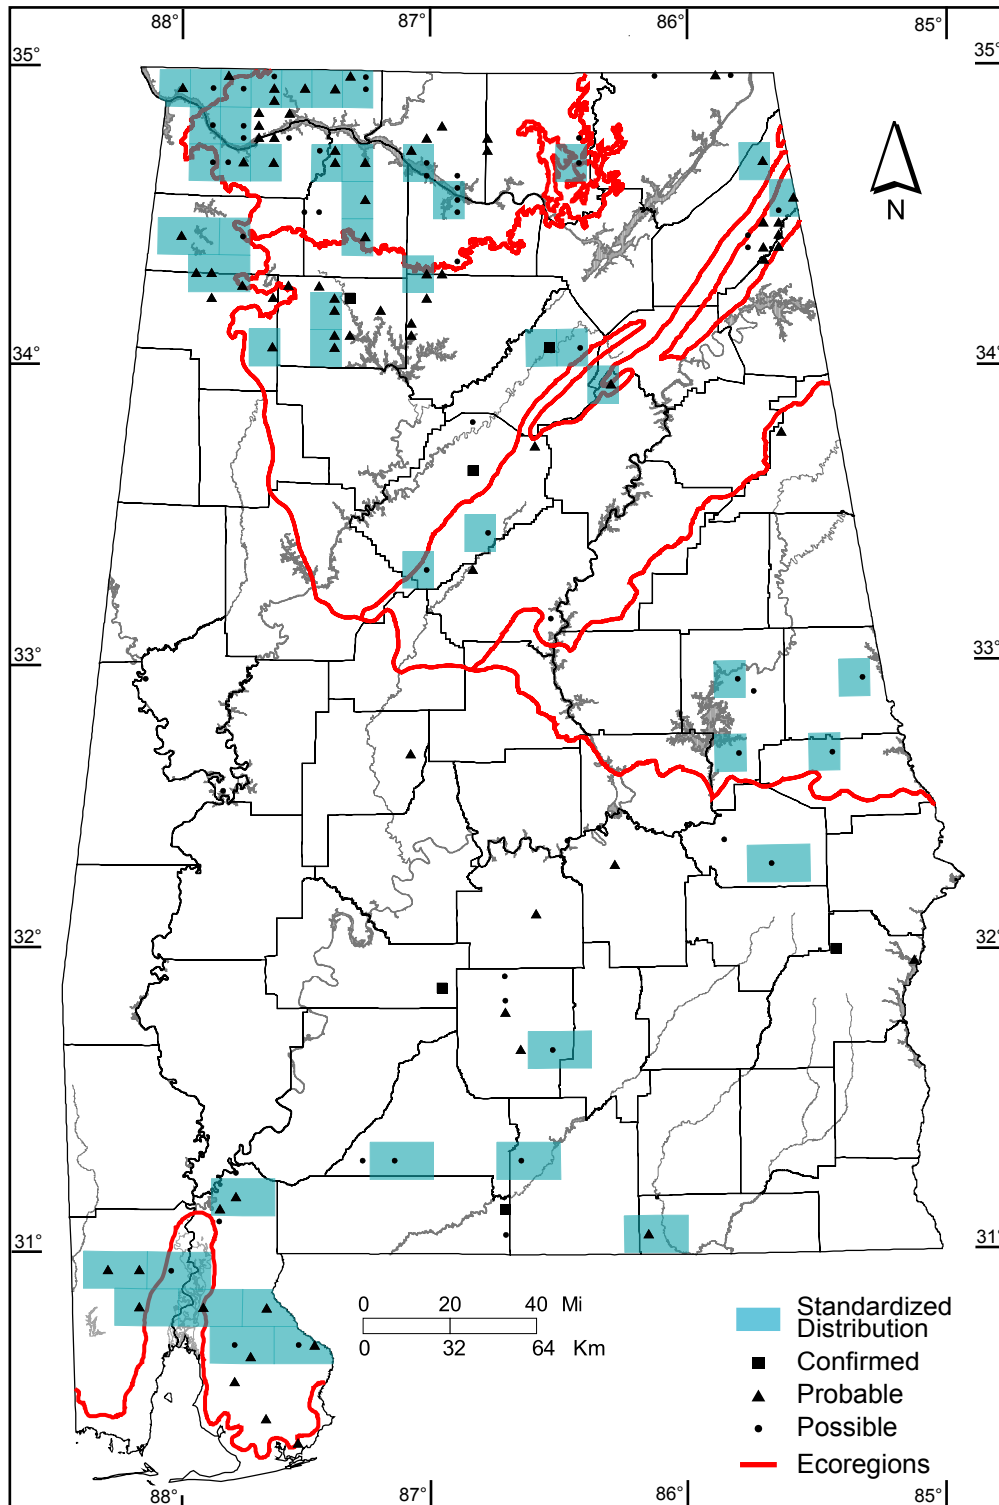 88° 87° 86° 85°
35° 35°
N
34° 34°
33° 33°
32° 32°
31° 31°
0 20 40 Mi
0 32 64 Km
Standardized
Distribution
Confirmed
Probable
Possible
Ecoregions
88° 87° 86° 85°